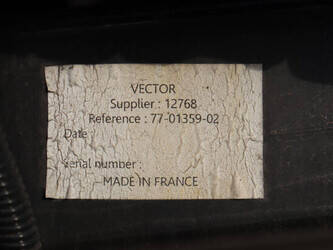 VECTOR
Supplier : 12768
Reference : 77-01359-02
Date :
serial number :
MADE IN FRANCE